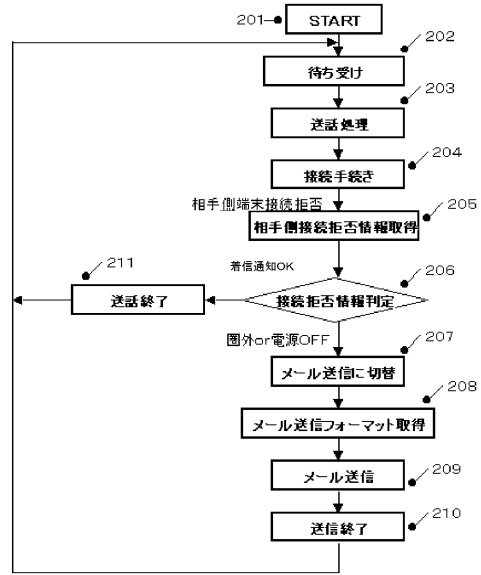 201
START
202
待ち受け
203
送話処理
204
接続手続き
相手側端末接続拒否
205
相手側接続拒否情報取得
211
着信通知OK
206
送話終了
接続拒否情報判定
圏外or電源OFF
207
メール送信に切替
208
メール送信フォーマット取得
209
メール送信
210
送信終了